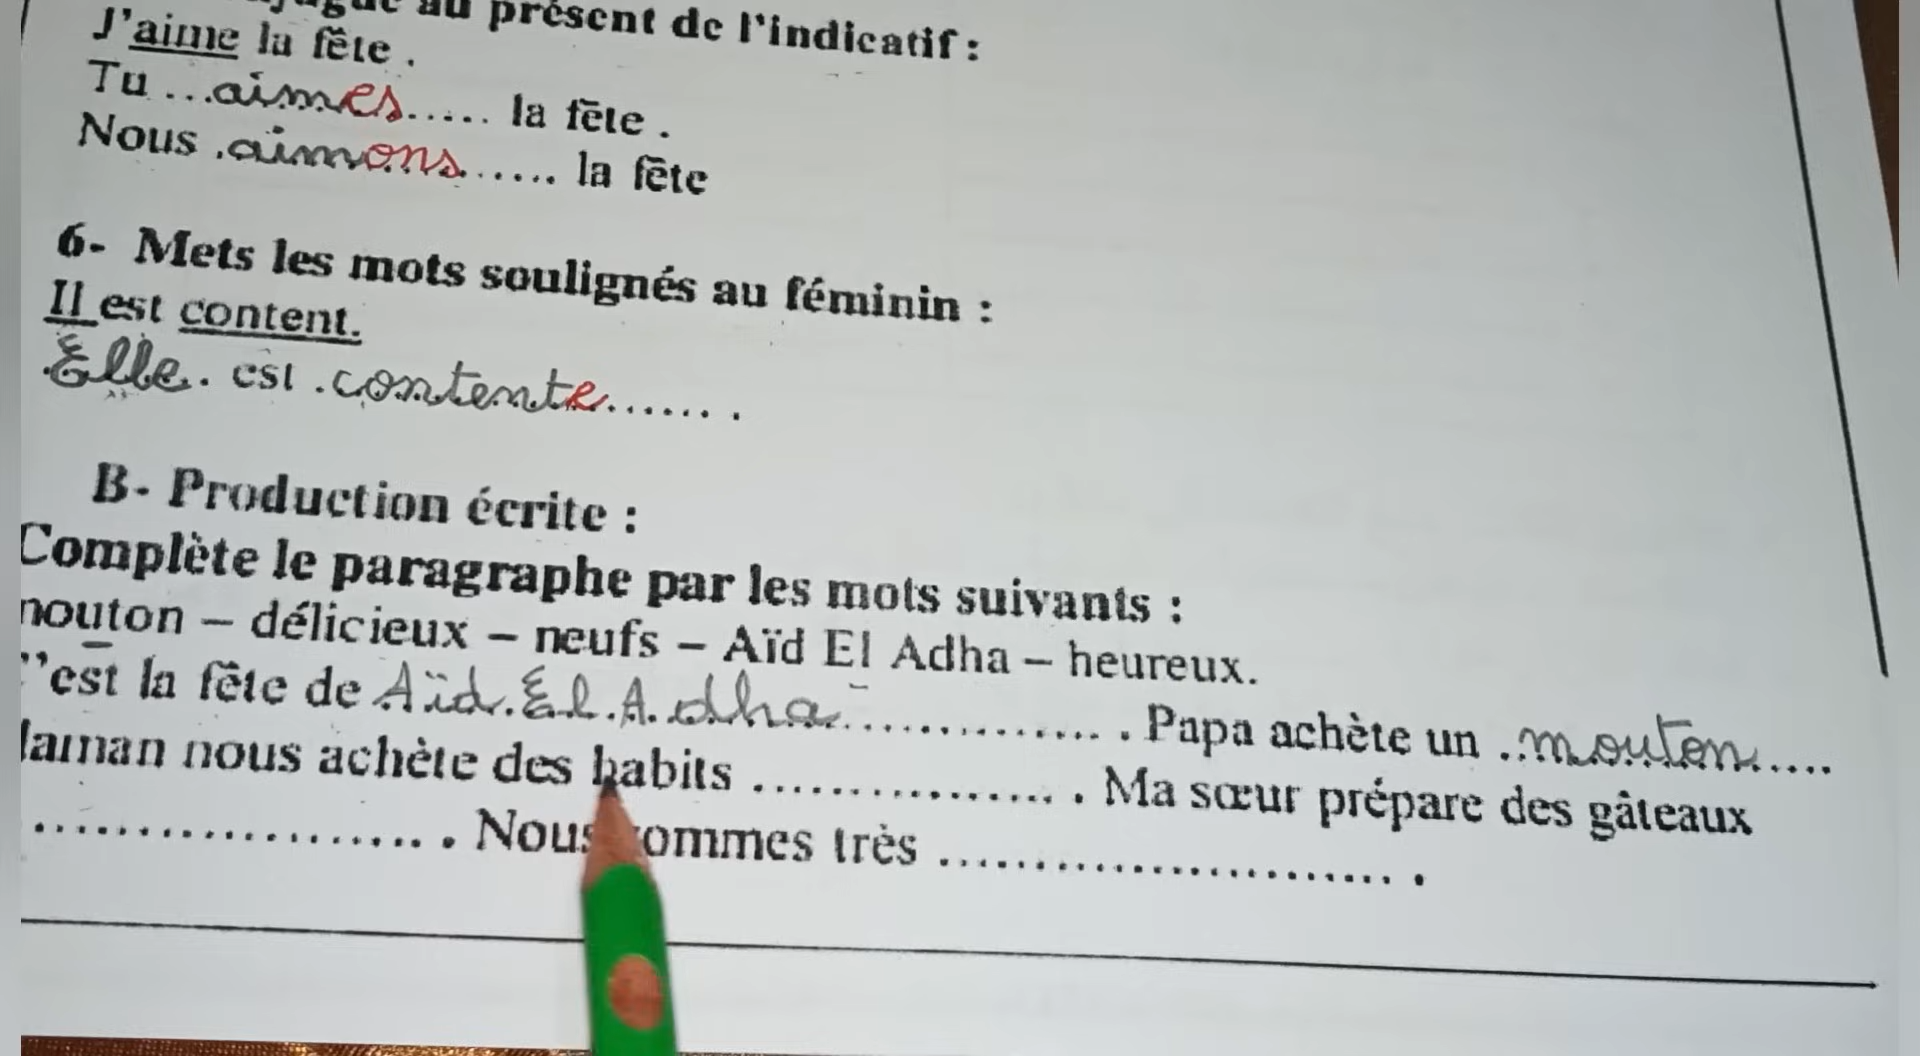 au présent de l'indicatif :
J'aime la fête .
Tu ...aimes..... la fête .
Nous .aimons...... la fête
6- Mets les mots soulignés au féminin :
Il est content.
.Elle. est .contente....... .
B- Production écrite :
Complète le paragraphe par les mots suivants :
mouton – délicieux – neufs – Aïd El Adha – heureux.
C'est la fête de Aïd.El.Adha................. . Papa achète un .mouton....
Maman nous achète des habits .................... . Ma sœur prépare des gâteaux
........................ . Nous sommes très ............................ .